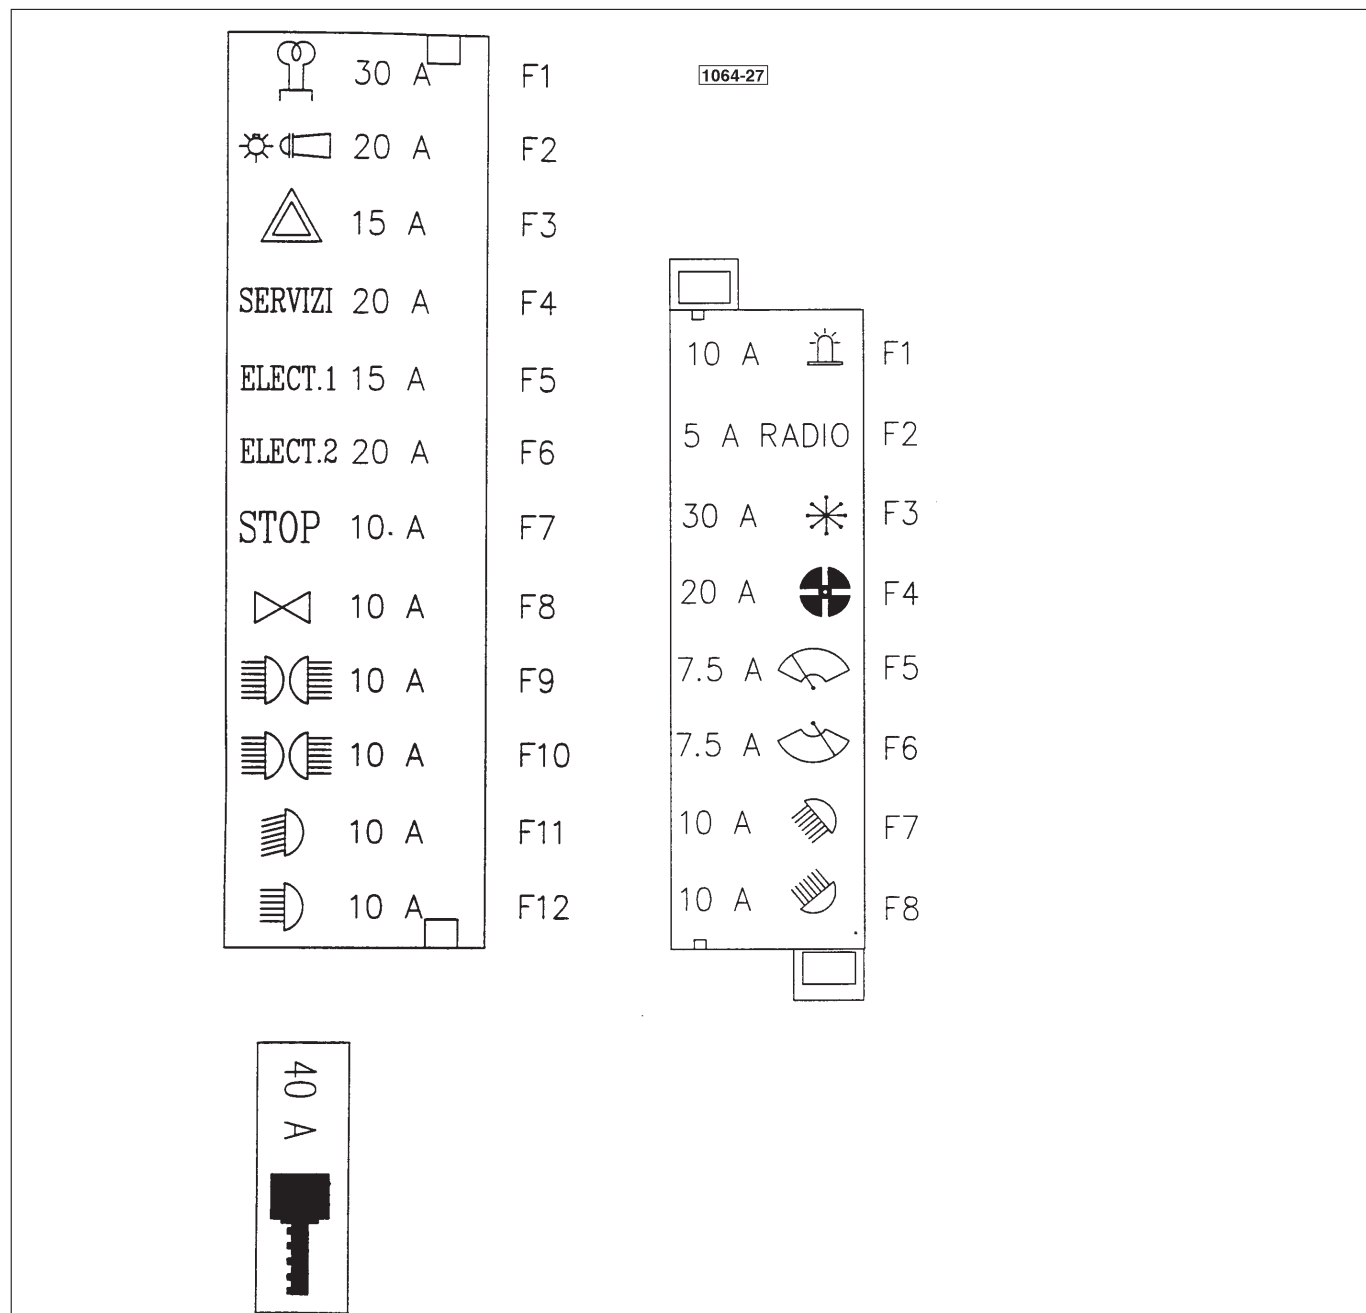 1064-27
30 A F1
20 A F2
15 A F3
SERVIZI 20 A F4
ELECT.1 15 A F5
ELECT.2 20 A F6
STOP 10. A F7
10 A F8
10 A F9
10 A F10
10 A F11
10 A F12
10 A F1
5 A RADIO F2
30 A F3
20 A F4
7.5 A F5
7.5 A F6
10 A F7
10 A F8
40 A